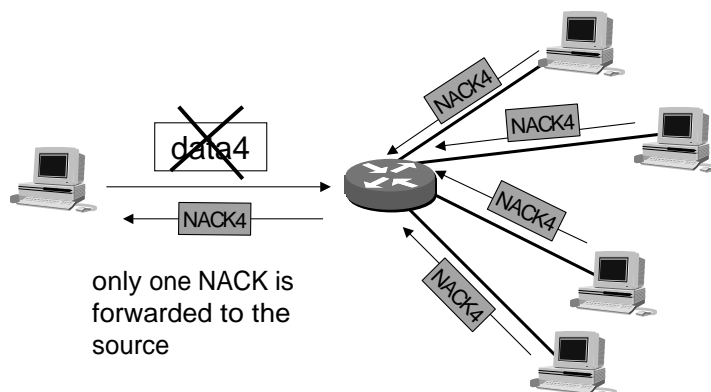 NACK4
NACK4
data4
NACK4
NACK4
NACK4
only one NACK is
forwarded to the
source